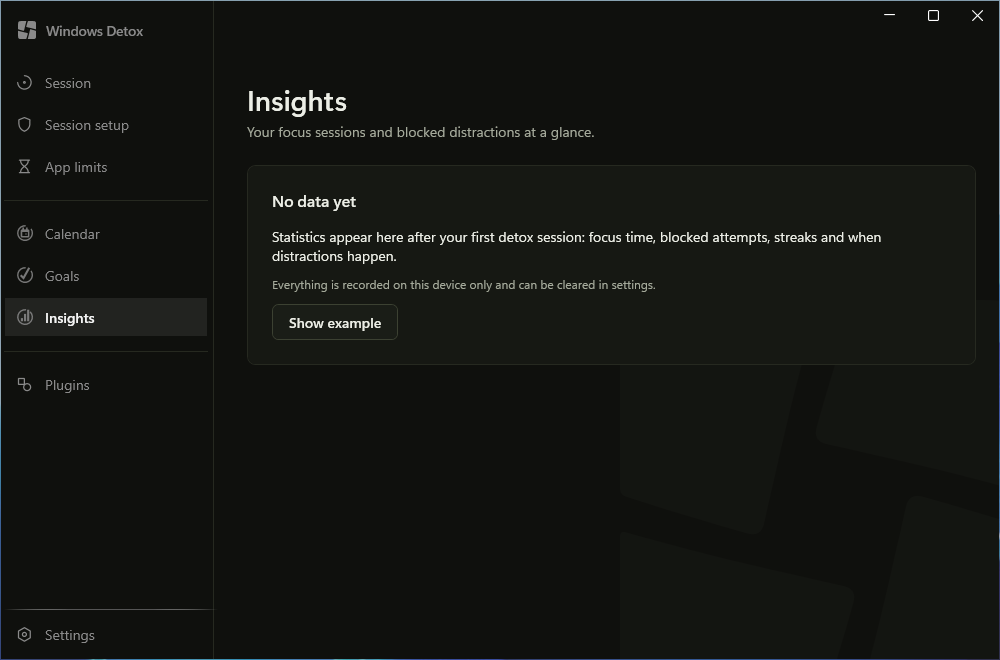 Windows Detox
Session
Session setup
App limits
Calendar
Goals
Insights
Plugins
Settings
Insights
Your focus sessions and blocked distractions at a glance.
No data yet
Statistics appear here after your first detox session: focus time, blocked attempts, streaks and when
distractions happen.
Everything is recorded on this device only and can be cleared in settings.
Show example